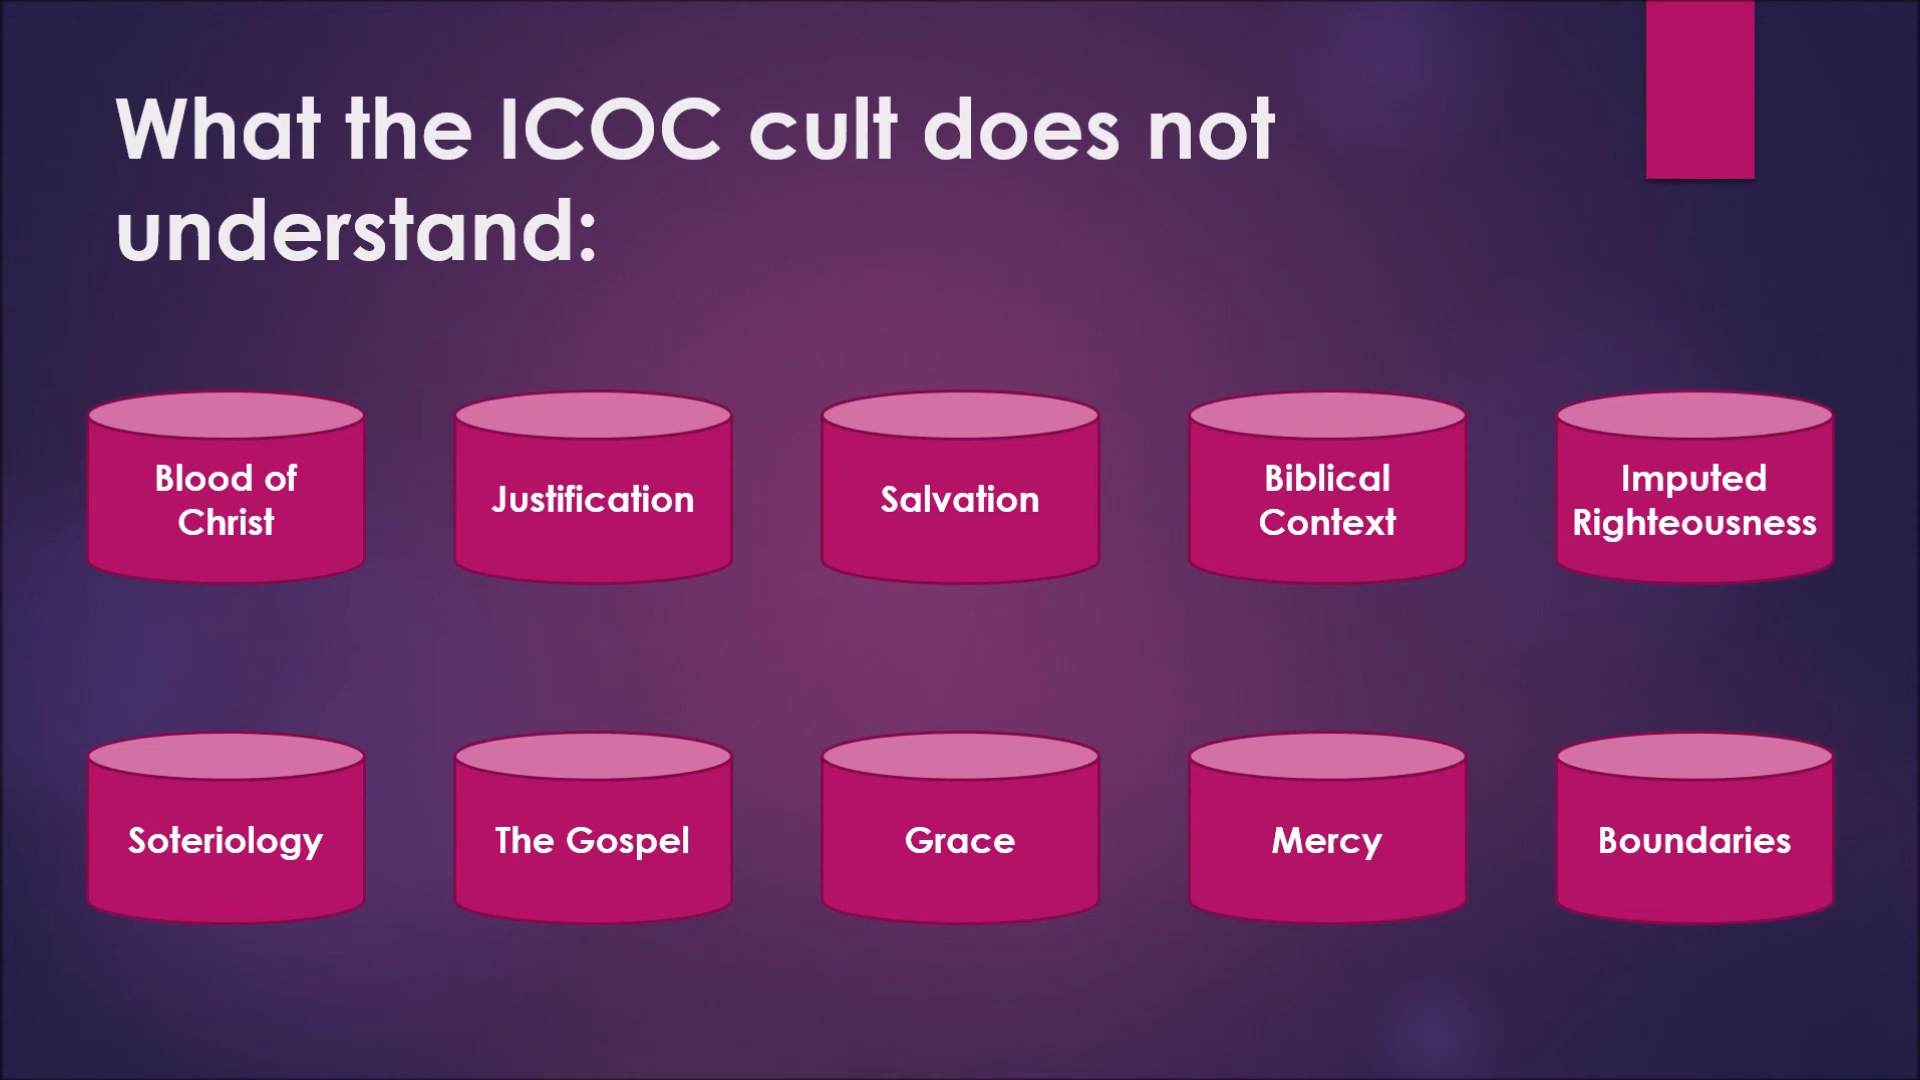 What the ICOC cult does not
understand:
Blood of
Christ
Justification
Salvation
Biblical
Context
Imputed
Righteousness
Soteriology
The Gospel
Grace
Mercy
Boundaries